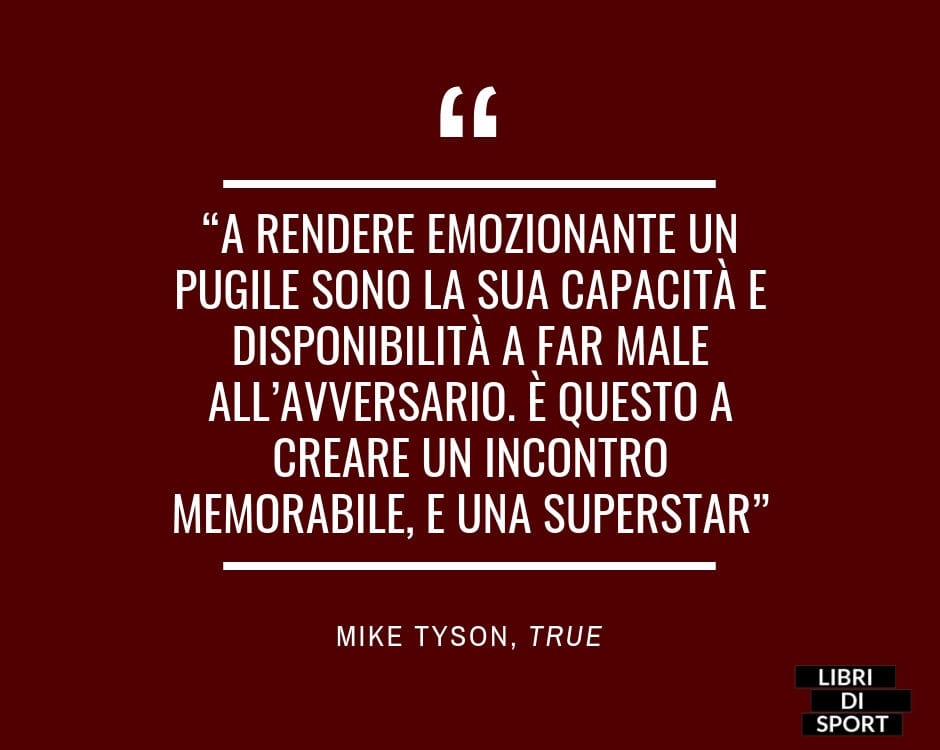 “
“A RENDERE EMOZIONANTE UN
PUGILE SONO LA SUA CAPACITÀ E
DISPONIBILITÀ A FAR MALE
ALL’AVVERSARIO. È QUESTO A
CREARE UN INCONTRO
MEMORABILE, E UNA SUPERSTAR”
MIKE TYSON, TRUE
LIBRI
DI
SPORT